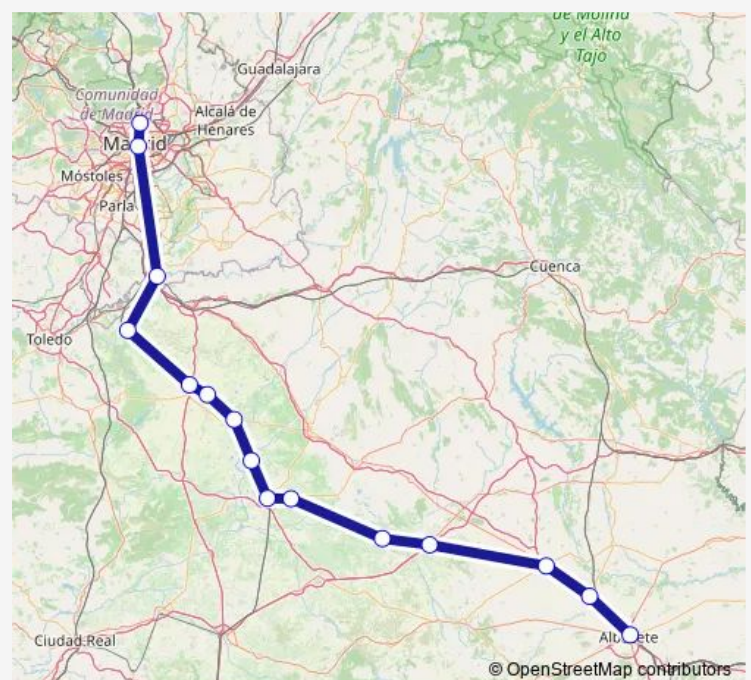 de Molina
y el Alto
Tajo
Guadalajara
Comunidad
de Madrid
Alcalá de
Henares
Madrid
Móstoles
Parla
Cuenca
Toledo
Ciudad Real
Albacete
© OpenStreetMap contributors